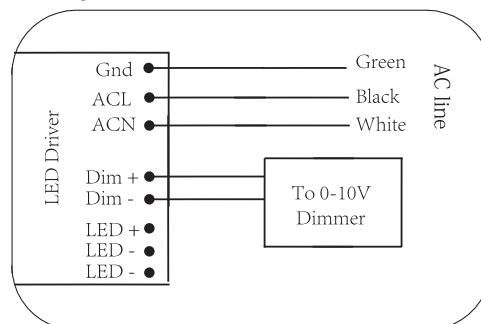 Gnd
Green
ACL
Black
ACN
White
AC line
LED Driver
Dim +
Dim -
To 0-10V
Dimmer
LED +
LED -
LED -